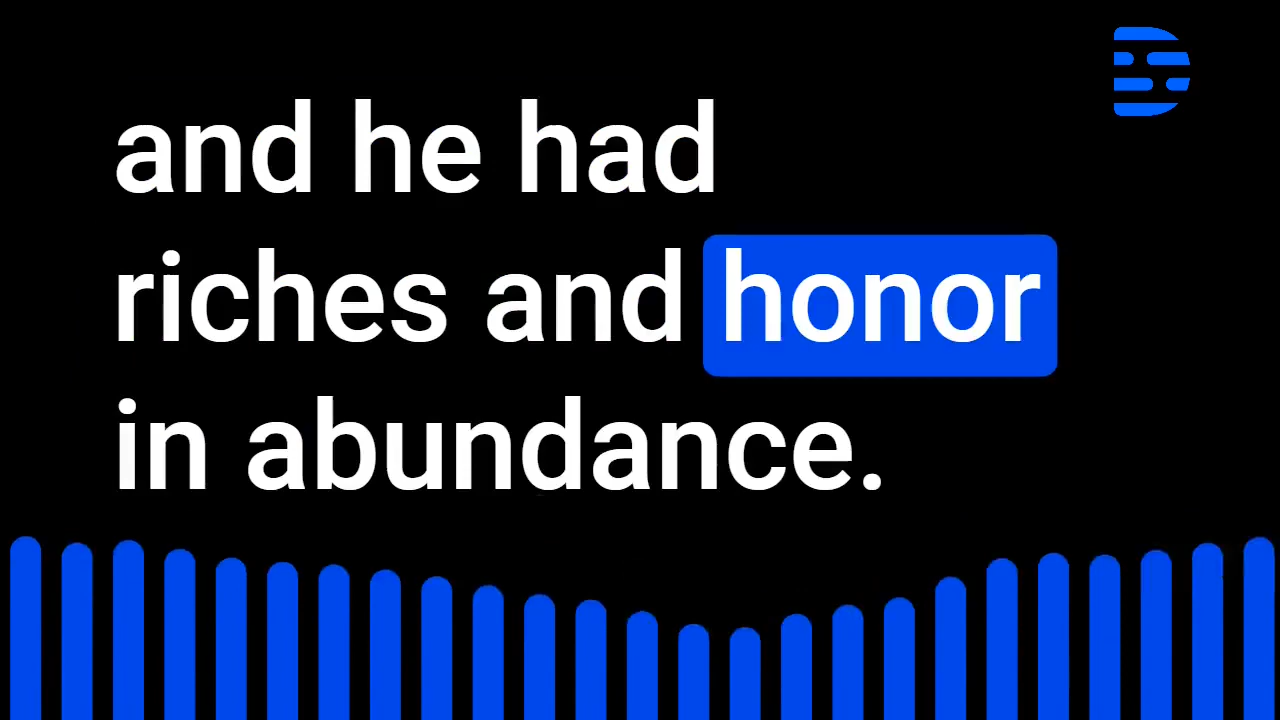 and he had
riches and honor
in abundance.